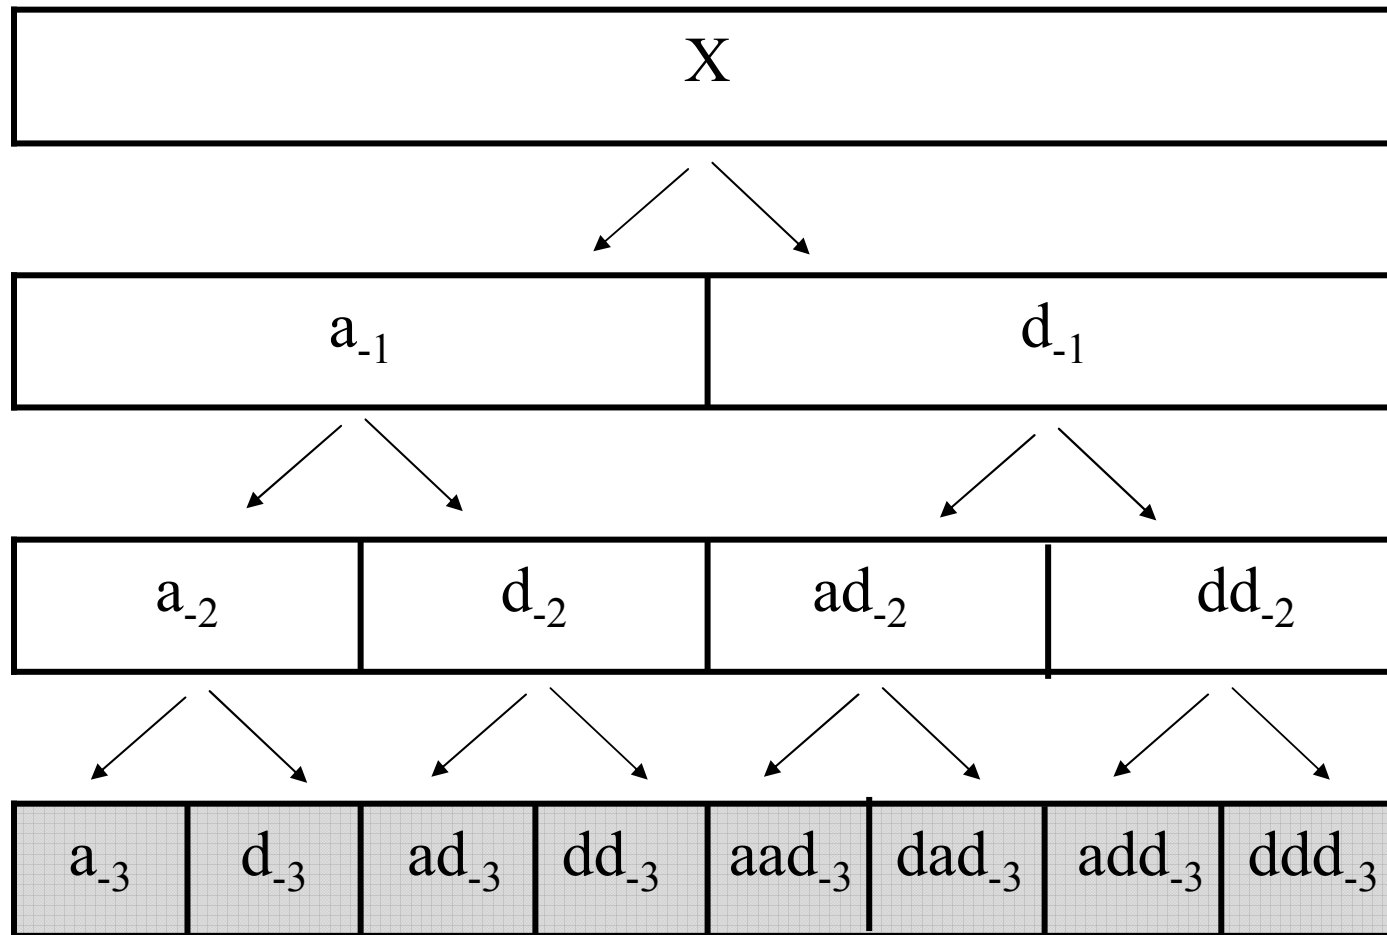 X
a₋₁ d₋₁
a₋₂ d₋₂ ad₋₂ dd₋₂
a₋₃ d₋₃ ad₋₃ dd₋₃ aad₋₃ dad₋₃ add₋₃ ddd₋₃